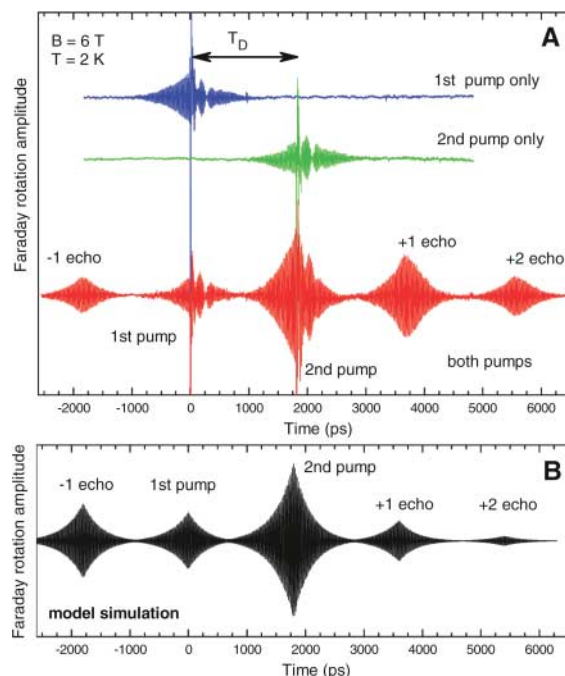 B = 6 T
T = 2 K
T_D
A
1st pump only
2nd pump only
Faraday rotation amplitude
-1 echo
+1 echo
+2 echo
1st pump
2nd pump
both pumps
-2000 -1000 0 1000 2000 3000 4000 5000 6000
Time (ps)
B
-1 echo
1st pump
2nd pump
+1 echo
+2 echo
Faraday rotation amplitude
model simulation
-2000 -1000 0 1000 2000 3000 4000 5000 6000
Time (ps)